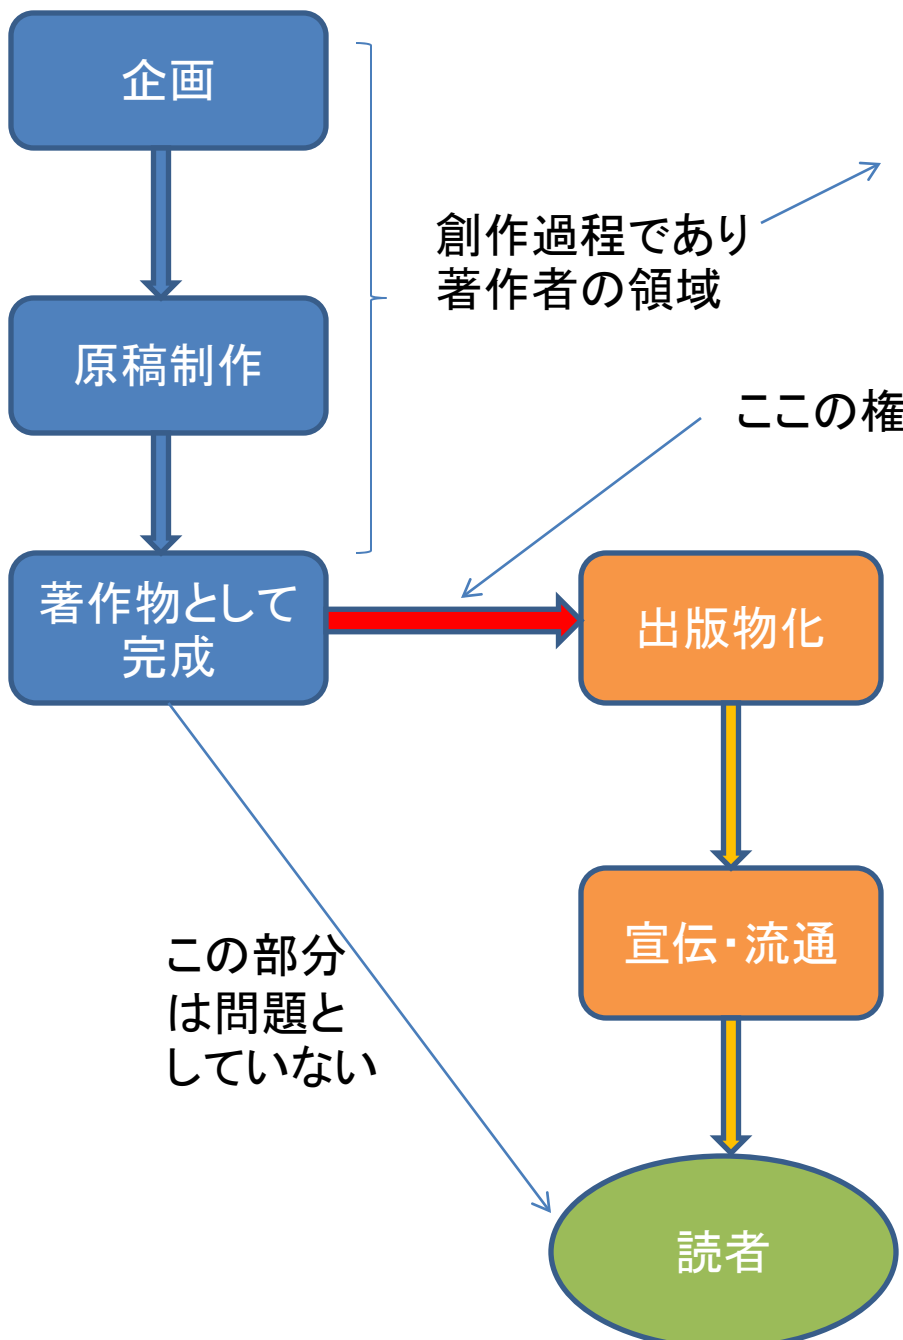 企画
創作過程であり
著作者の領域
原稿制作
ここの権
著作物として
完成
出版物化
宣伝・流通
この部分
は問題と
していない
読者